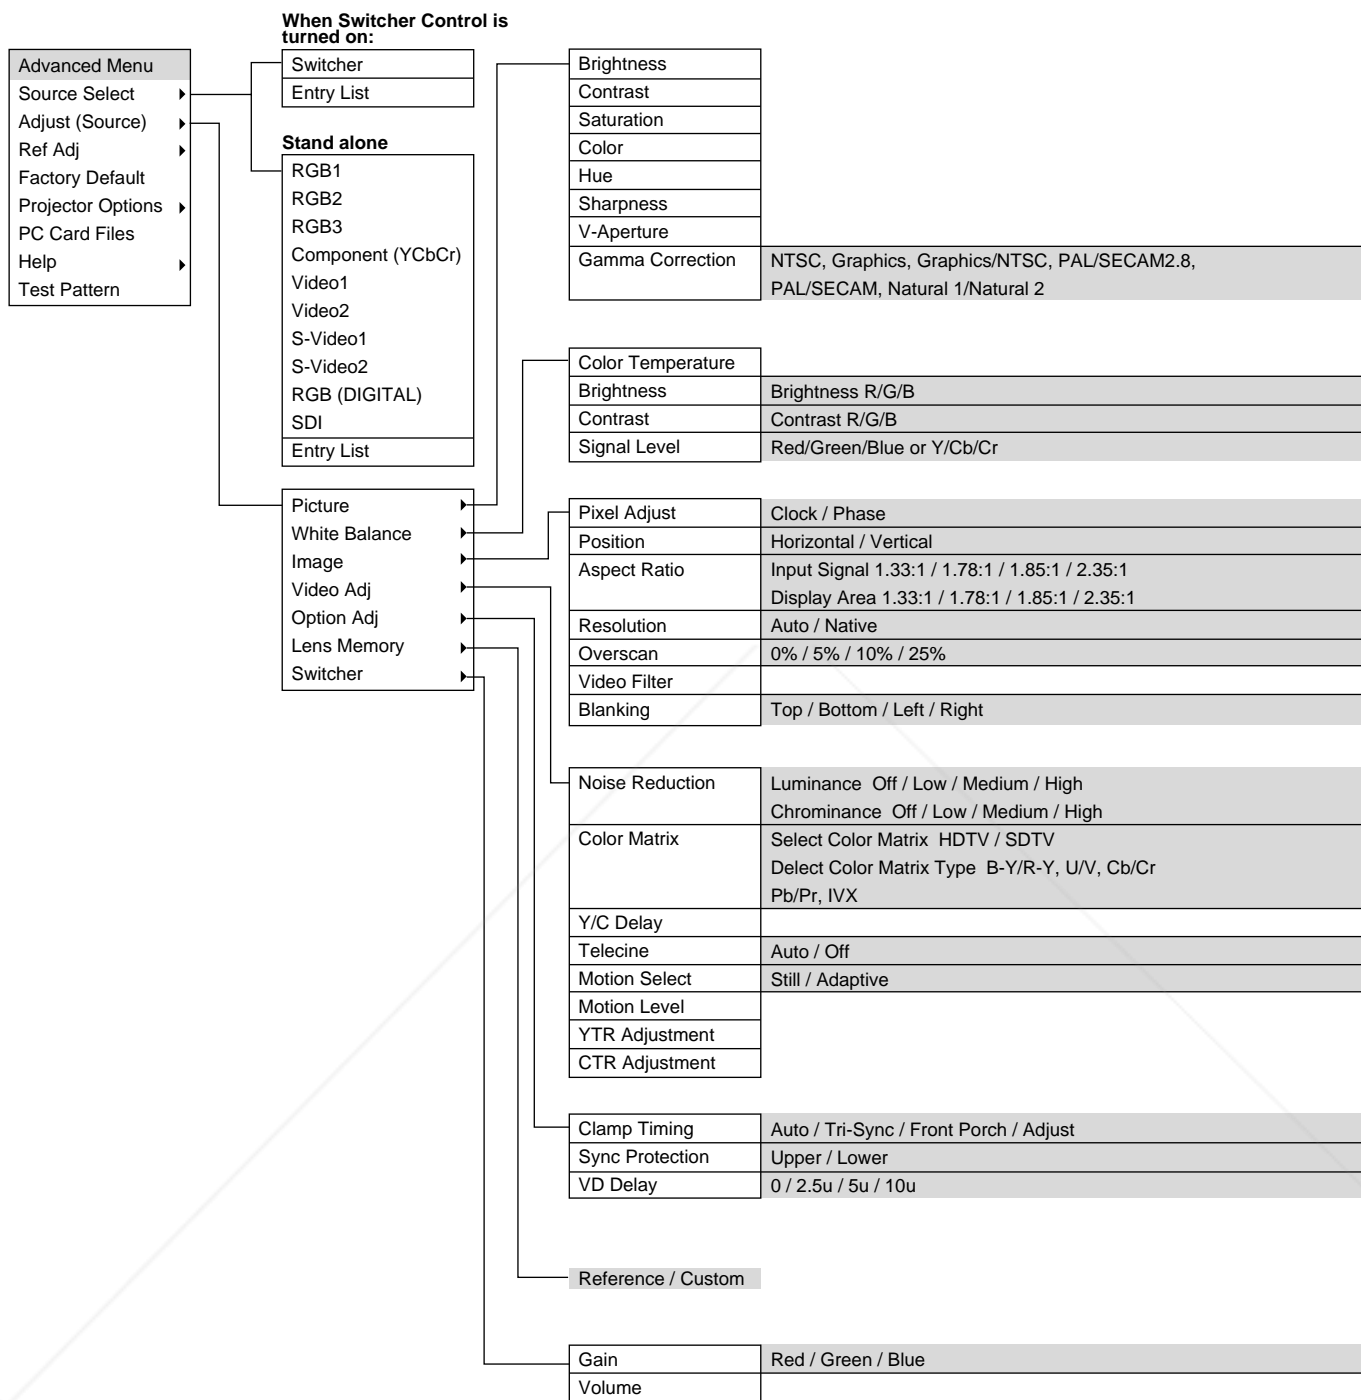 When Switcher Control is
turned on:
Advanced Menu
Source Select
Adjust (Source)
Ref Adj
Factory Default
Projector Options
PC Card Files
Help
Test Pattern
Switcher
Entry List
Stand alone
RGB1
RGB2
RGB3
Component (YCbCr)
Video1
Video2
S-Video1
S-Video2
RGB (DIGITAL)
SDI
Entry List
Picture
White Balance
Image
Video Adj
Option Adj
Lens Memory
Switcher
Brightness
Contrast
Saturation
Color
Hue
Sharpness
V-Aperture
Gamma Correction NTSC, Graphics, Graphics/NTSC, PAL/SECAM2.8,
PAL/SECAM, Natural 1/Natural 2
Color Temperature
Brightness Brightness R/G/B
Contrast Contrast R/G/B
Signal Level Red/Green/Blue or Y/Cb/Cr
Pixel Adjust Clock / Phase
Position Horizontal / Vertical
Aspect Ratio Input Signal 1.33:1 / 1.78:1 / 1.85:1 / 2.35:1
Display Area 1.33:1 / 1.78:1 / 1.85:1 / 2.35:1
Resolution Auto / Native
Overscan 0% / 5% / 10% / 25%
Video Filter
Blanking Top / Bottom / Left / Right
Noise Reduction Luminance Off / Low / Medium / High
Chrominance Off / Low / Medium / High
Color Matrix Select Color Matrix HDTV / SDTV
Delect Color Matrix Type B-Y/R-Y, U/V, Cb/Cr
Pb/Pr, IVX
Y/C Delay
Telecine Auto / Off
Motion Select Still / Adaptive
Motion Level
YTR Adjustment
CTR Adjustment
Clamp Timing Auto / Tri-Sync / Front Porch / Adjust
Sync Protection Upper / Lower
VD Delay 0 / 2.5u / 5u / 10u
Reference / Custom
Gain Red / Green / Blue
Volume